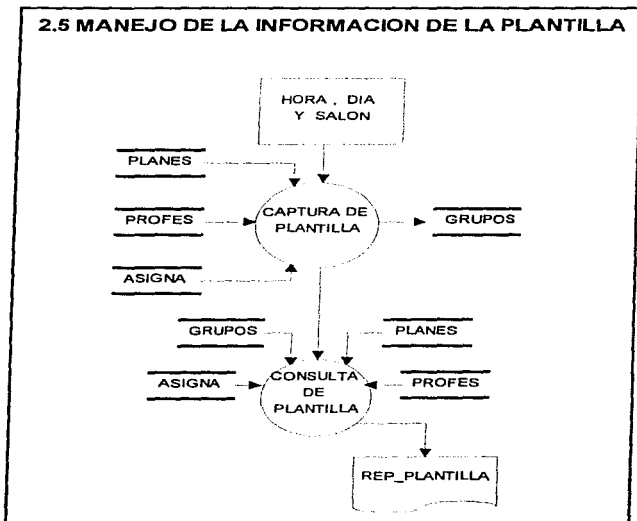 2.5 MANEJO DE LA INFORMACION DE LA PLANTILLA
HORA , DIA
Y SALON
PLANES
PROFES
CAPTURA DE
PLANTILLA
GRUPOS
ASIGNA
GRUPOS
PLANES
ASIGNA
CONSULTA
DE
PLANTILLA
PROFES
REP_PLANTILLA